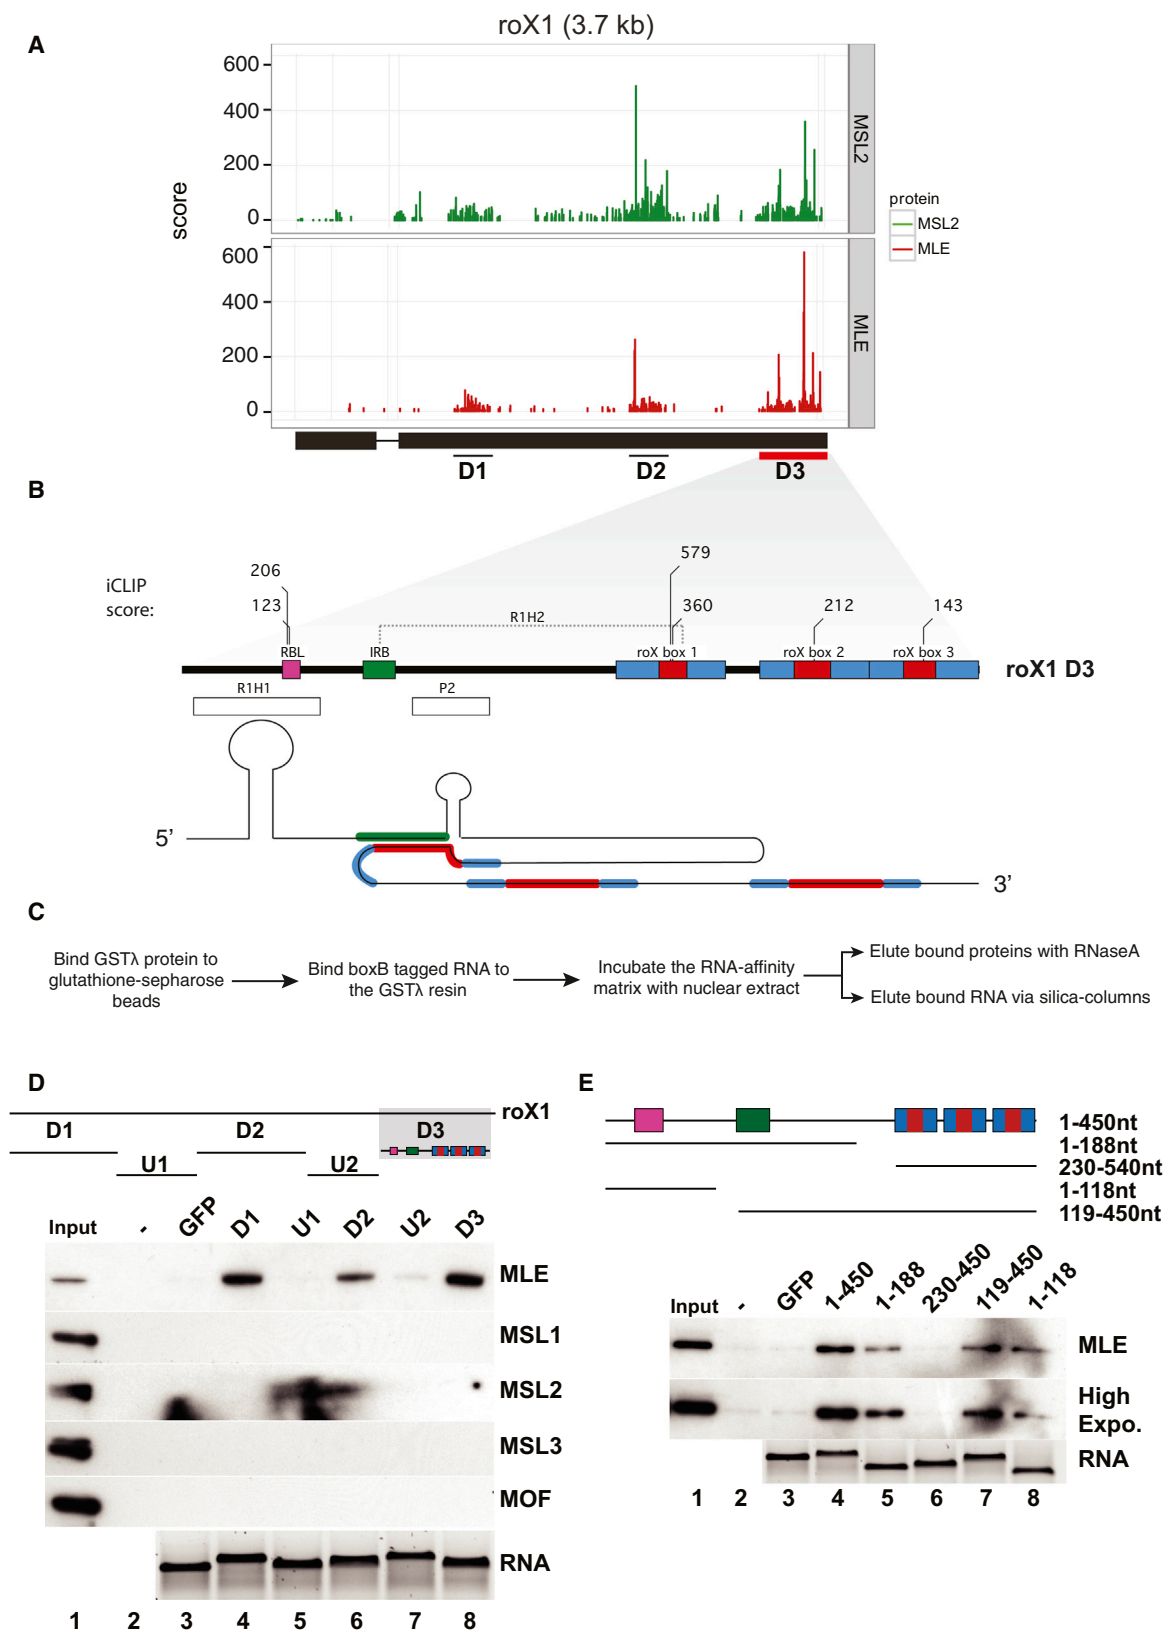 A
roX1 (3.7 kb)
score
600
400
200
0
MSL2
600
400
200
0
MLE
protein
MSL2
MLE
D1
D2
D3
B
iCLIP
score:
206
123
579
360
212
143
R1H2
RBL
IRB
roX box 1
roX box 2
roX box 3
roX1 D3
R1H1
P2
5'
3'
C
Bind GSTλ protein to
glutathione-sepharose
beads
Bind boxB tagged RNA to
the GSTλ resin
Incubate the RNA-affinity
matrix with nuclear extract
Elute bound proteins with RNaseA
Elute bound RNA via silica-columns
D
roX1
D1
D2
D3
U1
U2
Input
-
GFP
D1
U1
D2
U2
D3
MLE
MSL1
MSL2
MSL3
MOF
RNA
1 2 3 4 5 6 7 8
E
1-450nt
1-188nt
230-540nt
1-118nt
119-450nt
Input
-
GFP
1-450
1-188
230-450
119-450
1-118
MLE
High
Expo.
RNA
1 2 3 4 5 6 7 8